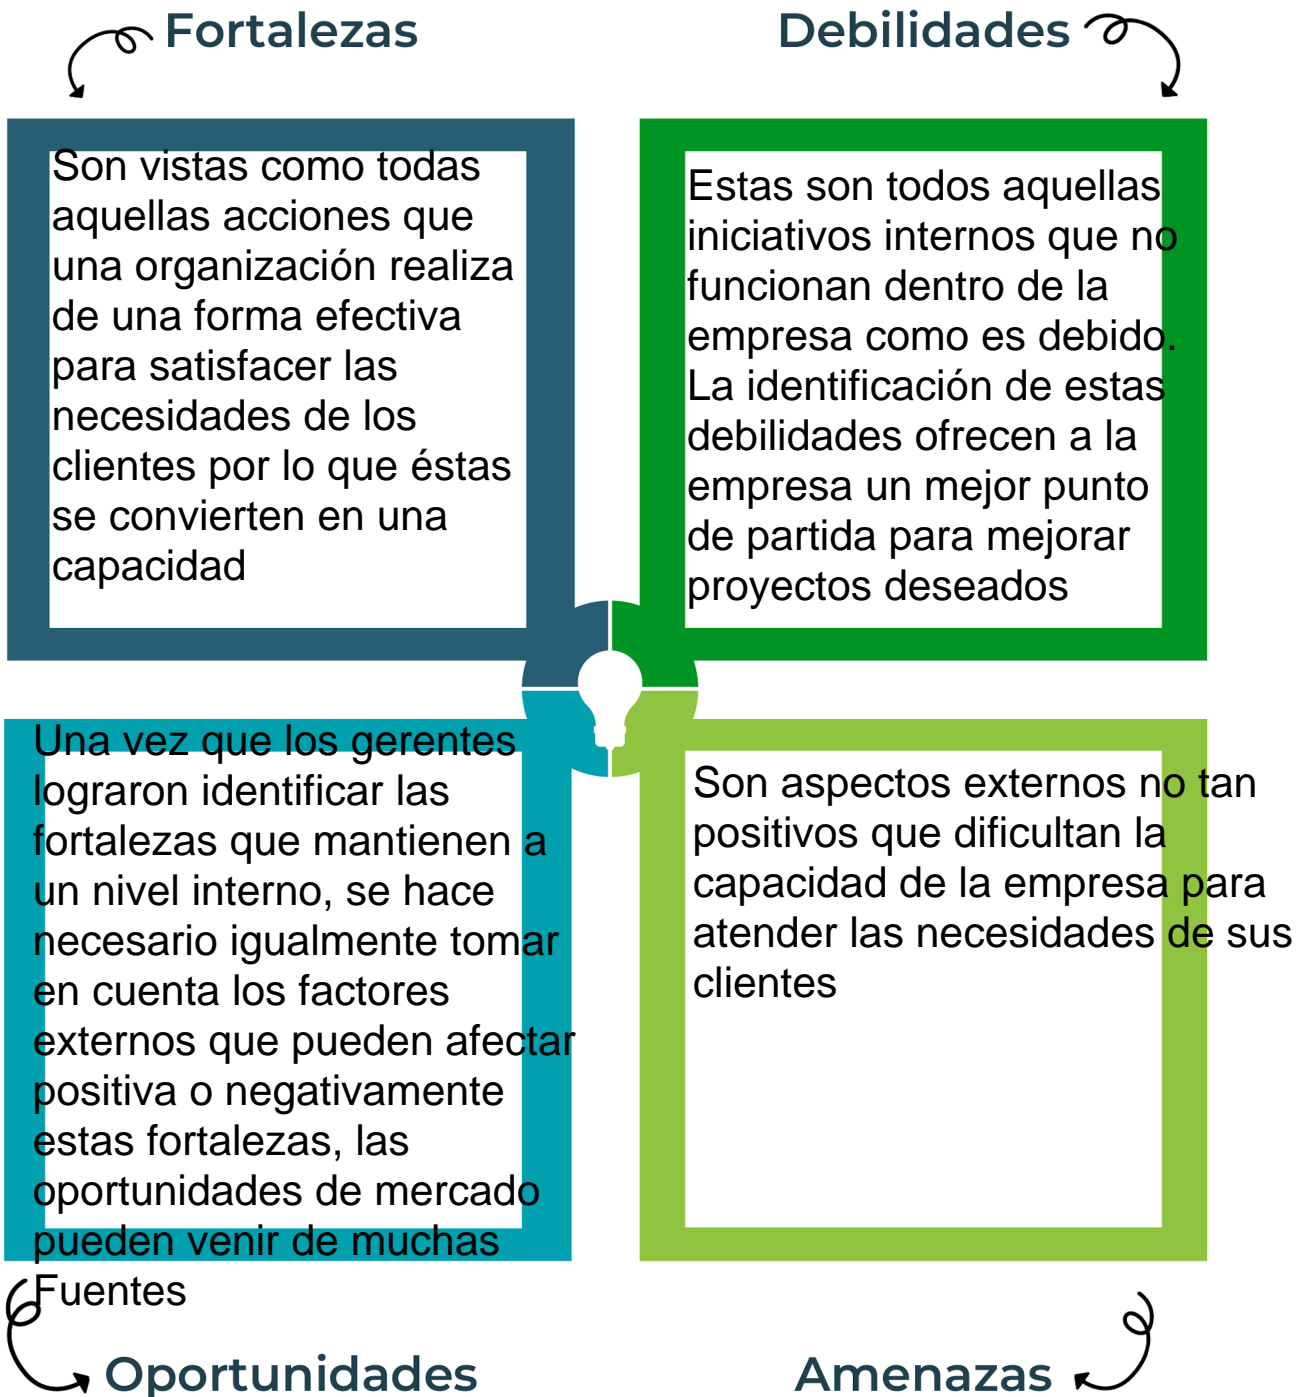 Fortalezas
Son vistas como todas
aquellas acciones que
una organización realiza
de una forma efectiva
para satisfacer las
necesidades de los
clientes por lo que éstas
se convierten en una
capacidad
Debilidades
Estas son todos aquellas
iniciativos internos que no
funcionan dentro de la
empresa como es debido.
La identificación de estas
debilidades ofrecen a la
empresa un mejor punto
de partida para mejorar
proyectos deseados
Una vez que los gerentes
lograron identificar las
fortalezas que mantienen a
un nivel interno, se hace
necesario igualmente tomar
en cuenta los factores
externos que pueden afectar
positiva o negativamente
estas fortalezas, las
oportunidades de mercado
pueden venir de muchas
Fuentes
Oportunidades
Son aspectos externos no tan
positivos que dificultan la
capacidad de la empresa para
atender las necesidades de sus
clientes
Amenazas